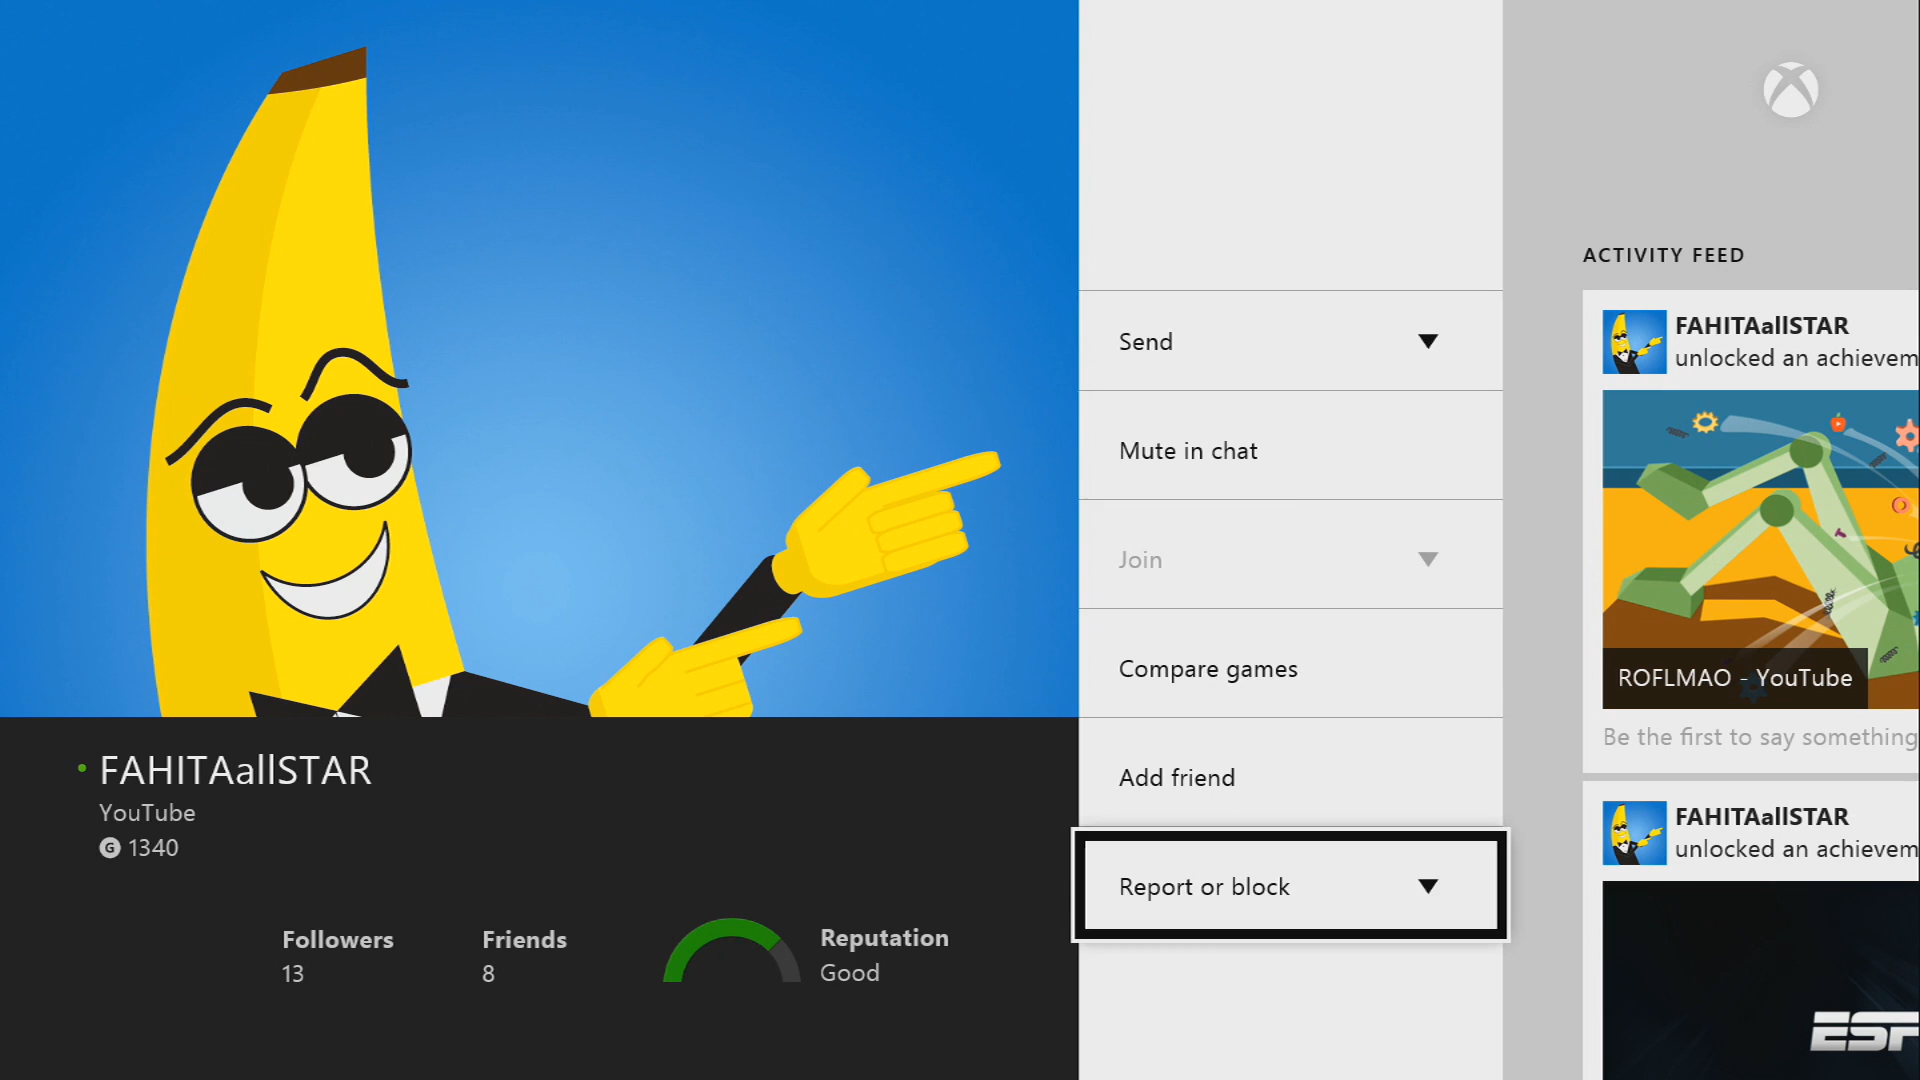 FAHITAallSTAR
YouTube
G 1340
Followers
13
Friends
8
Reputation
Good
Send
Mute in chat
Join
Compare games
Add friend
Report or block
ACTIVITY FEED
FAHITAallSTAR
unlocked an achievem
ROFLMAO - YouTube
Be the first to say something
FAHITAallSTAR
unlocked an achievem
ESP